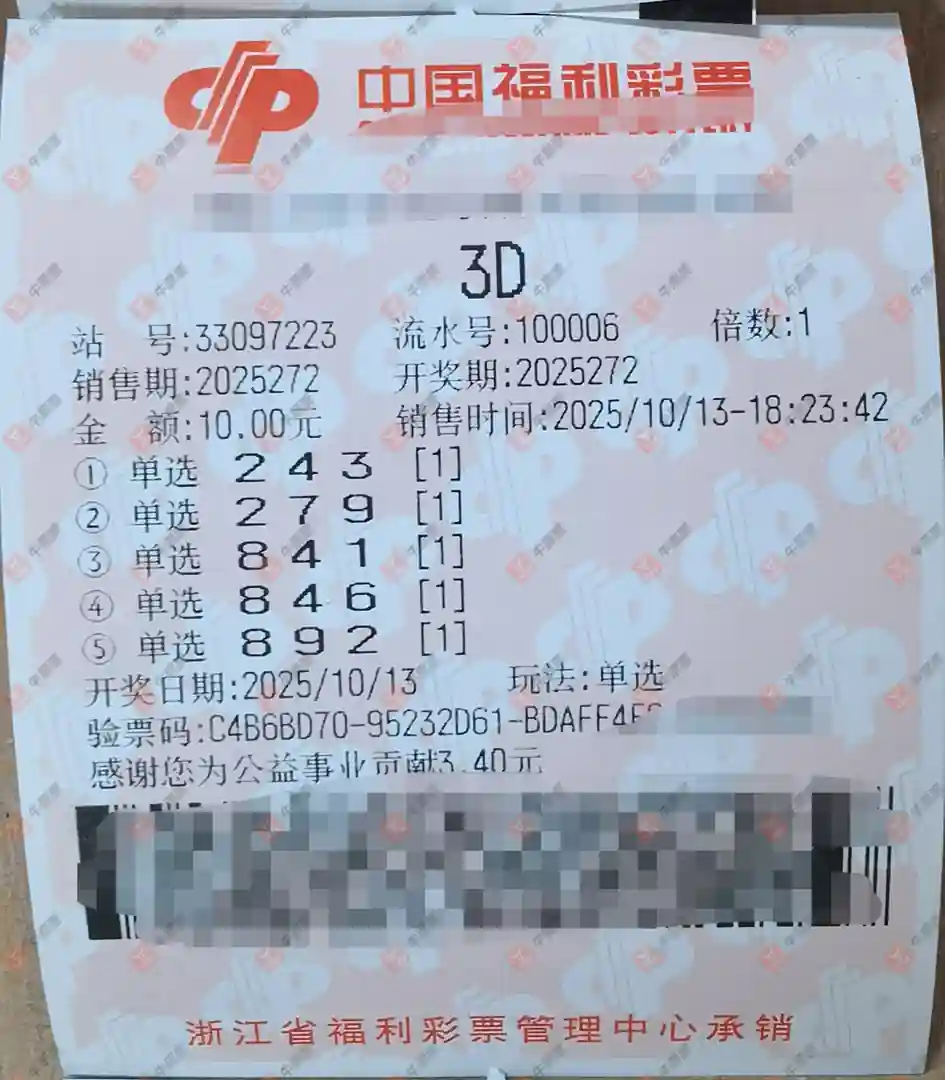 中国福利彩票
3D
站 号:33097223 流水号:100006 倍数:1
销售期:2025272 开奖期:2025272
金 额:10.00元 销售时间:2025/10/13-18:23:42
① 单选 2 4 3 [1]
② 单选 2 7 9 [1]
③ 单选 8 4 1 [1]
④ 单选 8 4 6 [1]
⑤ 单选 8 9 2 [1]
开奖日期:2025/10/13 玩法:单选
验票码:C4B6BD70-95232D61-BDAFF4F
感谢您为公益事业贡献3.40元
浙江省福利彩票管理中心承销